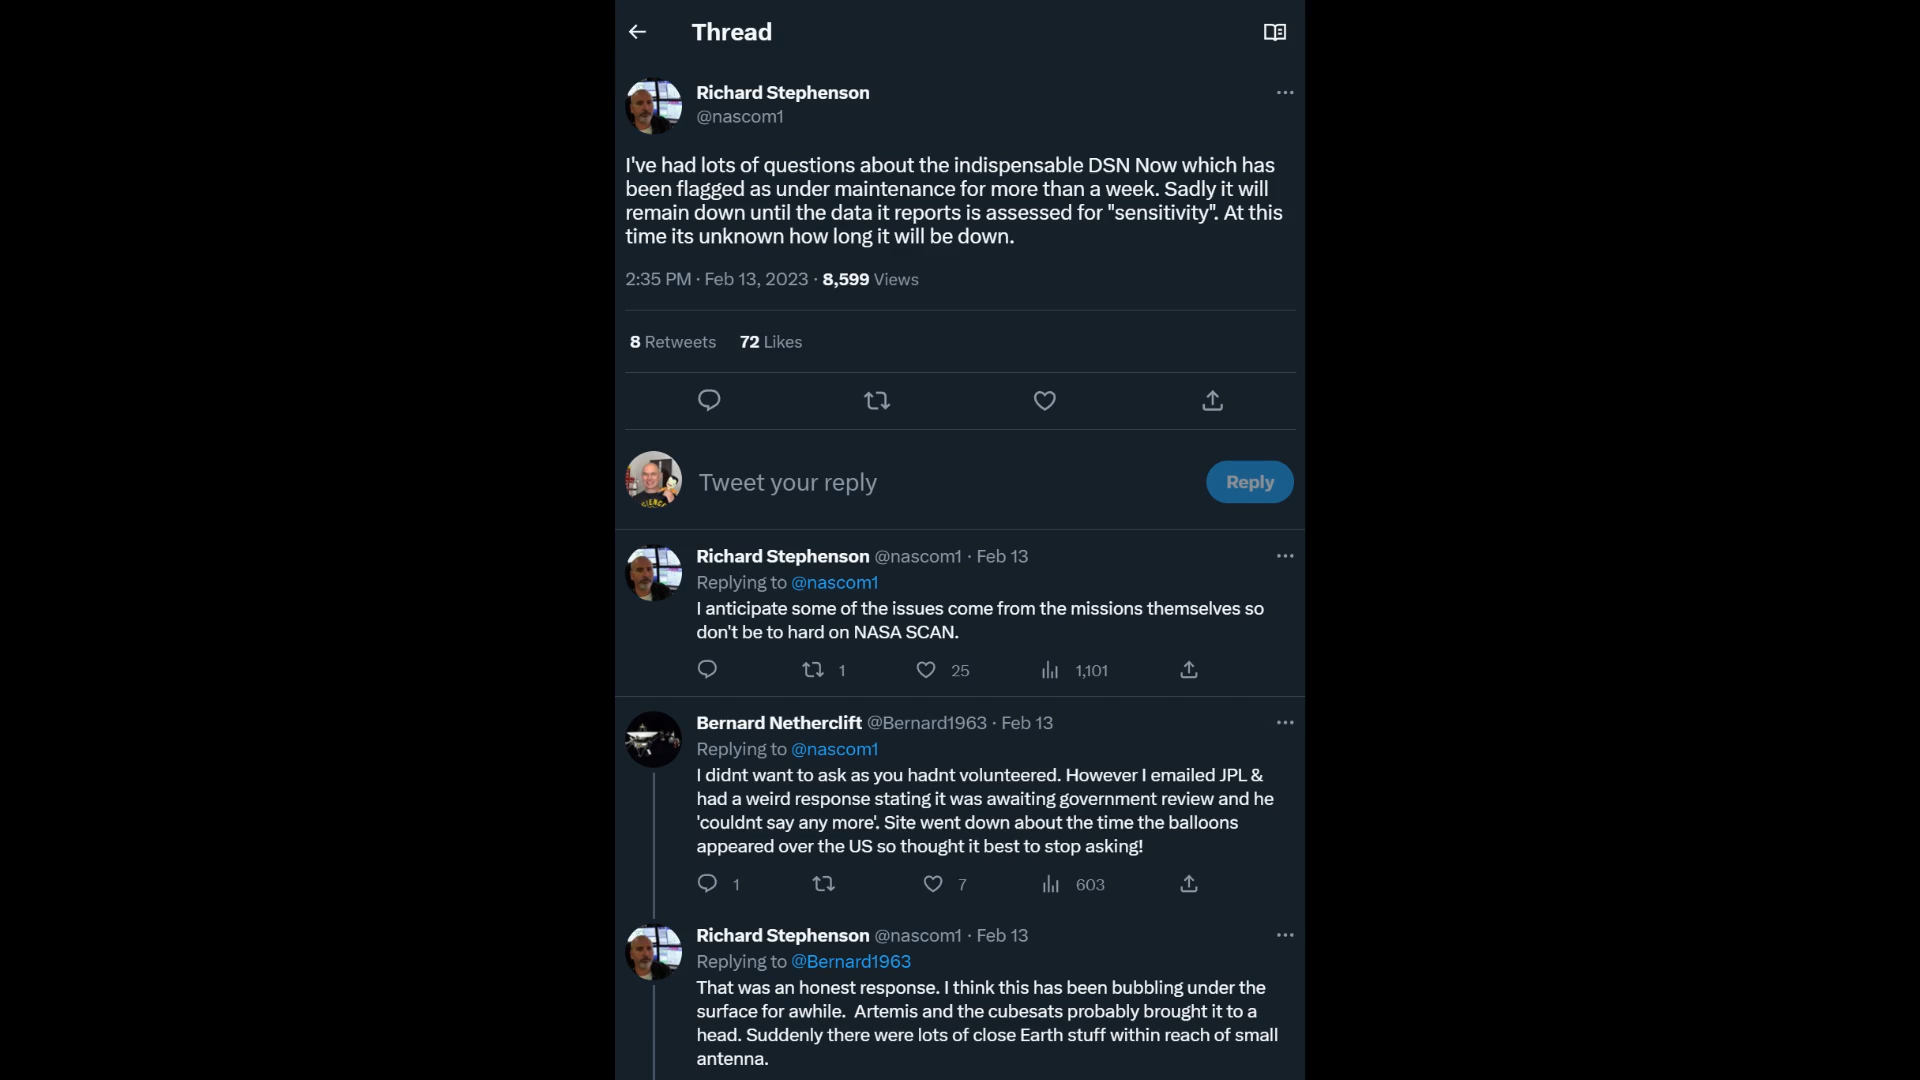 Thread
Richard Stephenson
@nascom1
I've had lots of questions about the indispensable DSN Now which has
been flagged as under maintenance for more than a week. Sadly it will
remain down until the data it reports is assessed for "sensitivity". At this
time its unknown how long it will be down.
2:35 PM · Feb 13, 2023 · 8,599 Views
8 Retweets 72 Likes
Tweet your reply
Reply
Richard Stephenson @nascom1 · Feb 13
Replying to @nascom1
I anticipate some of the issues come from the missions themselves so
don't be to hard on NASA SCAN.
1 25 1,101
Bernard Netherclift @Bernard1963 · Feb 13
Replying to @nascom1
I didnt want to ask as you hadnt volunteered. However I emailed JPL &
had a weird response stating it was awaiting government review and he
'couldnt say any more'. Site went down about the time the balloons
appeared over the US so thought it best to stop asking!
1 7 603
Richard Stephenson @nascom1 · Feb 13
Replying to @Bernard1963
That was an honest response. I think this has been bubbling under the
surface for awhile.  Artemis and the cubesats probably brought it to a
head. Suddenly there were lots of close Earth stuff within reach of small
antenna.